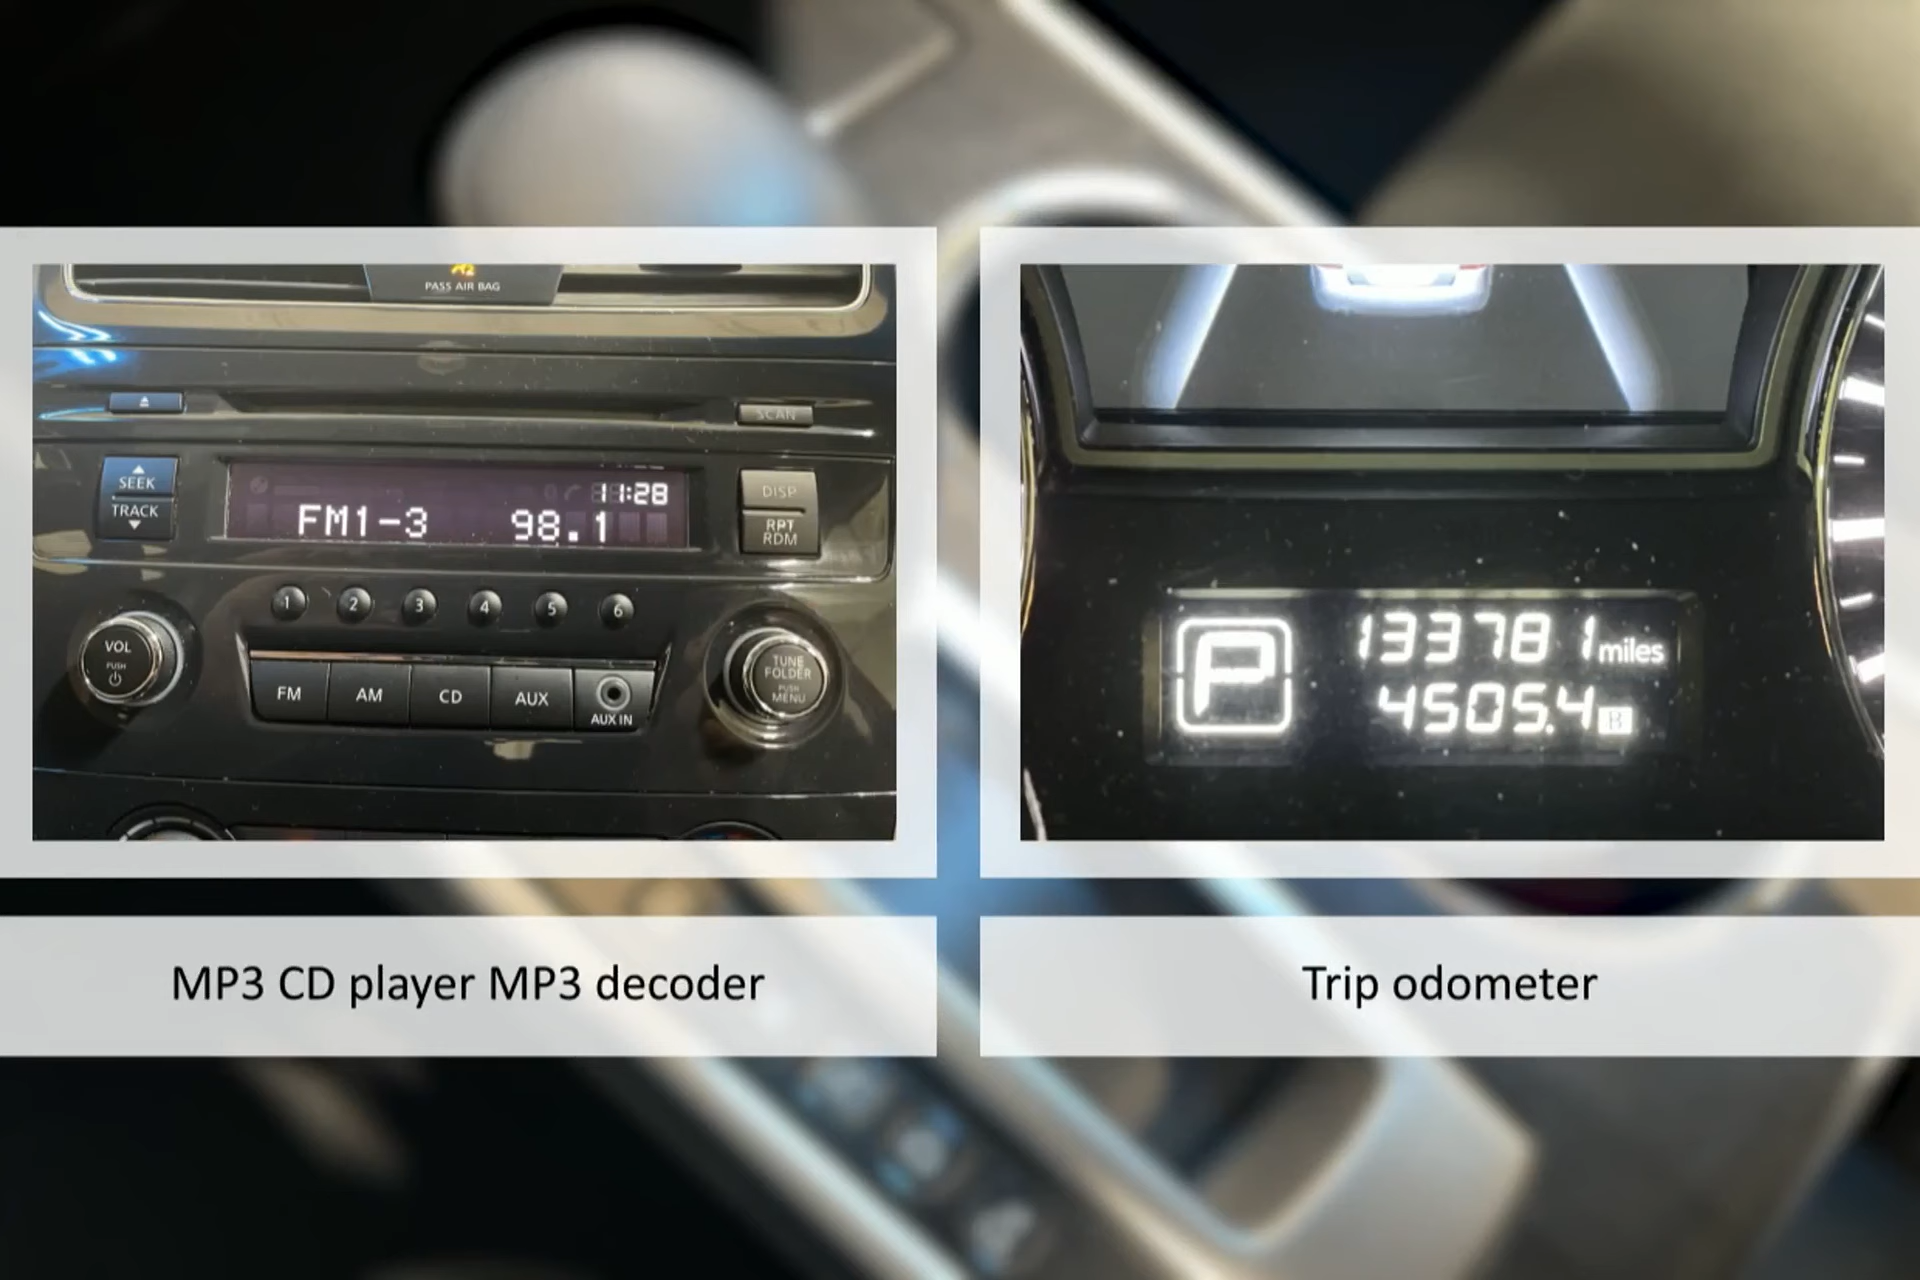 PASS AIR BAG
SCAN
SEEK
TRACK
11:28
FM1-3 98.1
DISP
RPT
RDM
1 2 3 4 5 6
VOL
PUSH
TUNE
FOLDER
PUSH
MENU
FM AM CD AUX
AUX IN
P
133781 miles
4505.4 B
MP3 CD player MP3 decoder
Trip odometer